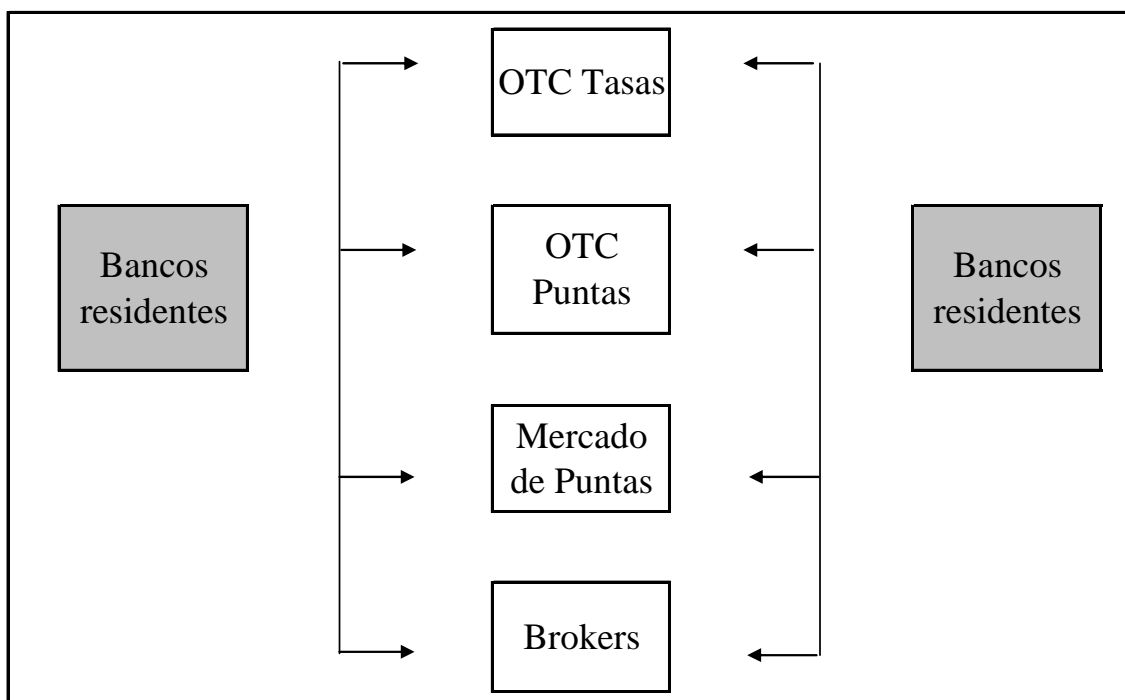 OTC Tasas
Bancos
residentes
OTC
Puntas
Bancos
residentes
Mercado
de Puntas
Brokers